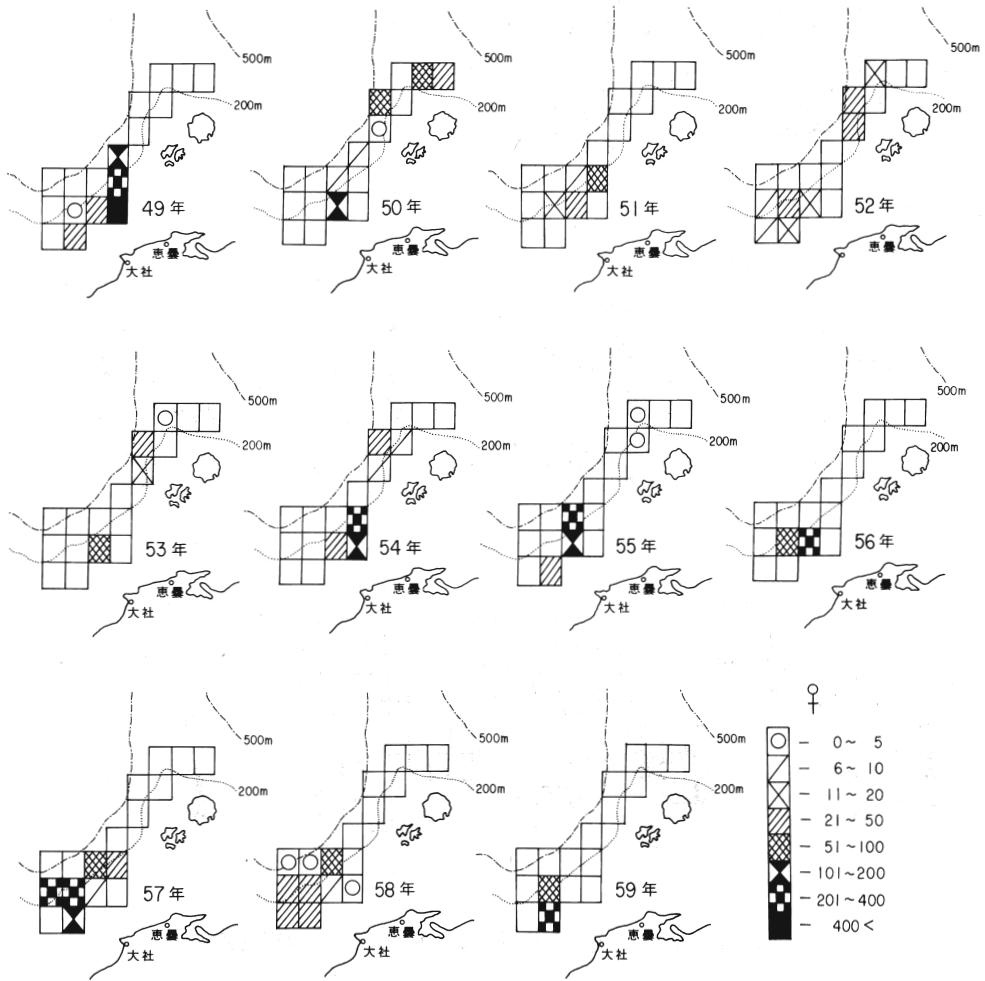 500m
200m
49年
恵曇
大社
500m
200m
50年
恵曇
大社
500m
200m
51年
恵曇
大社
500m
200m
52年
恵曇
大社
500m
200m
53年
恵曇
大社
500m
200m
54年
恵曇
大社
500m
200m
55年
恵曇
大社
500m
200m
56年
恵曇
大社
500m
200m
57年
恵曇
大社
500m
200m
58年
恵曇
大社
500m
200m
59年
恵曇
大社
♀
– 0~ 5
– 6~ 10
– 11~ 20
– 21~ 50
– 51~100
– 101~200
– 201~400
– 400<